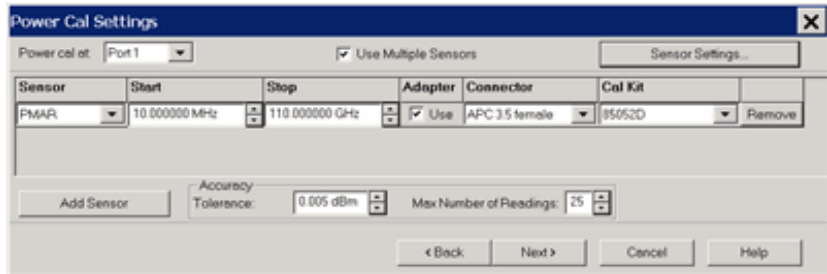 Power Cal Settings
Power cal at: Port 1 Use Multiple Sensors Sensor Settings...
Sensor Start Stop Adapter Connector Cal Kit
PMAR 10.000000 MHz 110.000000 GHz Use APC 3.5 female 85052D Remove
Accuracy
Add Sensor Tolerance: 0.005 dBm Max Number of Readings: 25
< Back Next > Cancel Help